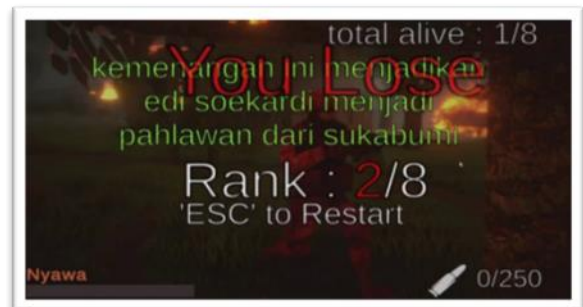 total alive : 1/8
You Lose
kemenangan ini menjadikan
edi soekardi menjadi
pahlawan dari sukabumi
Rank : 2/8
'ESC' to Restart
Nyawa
0/250